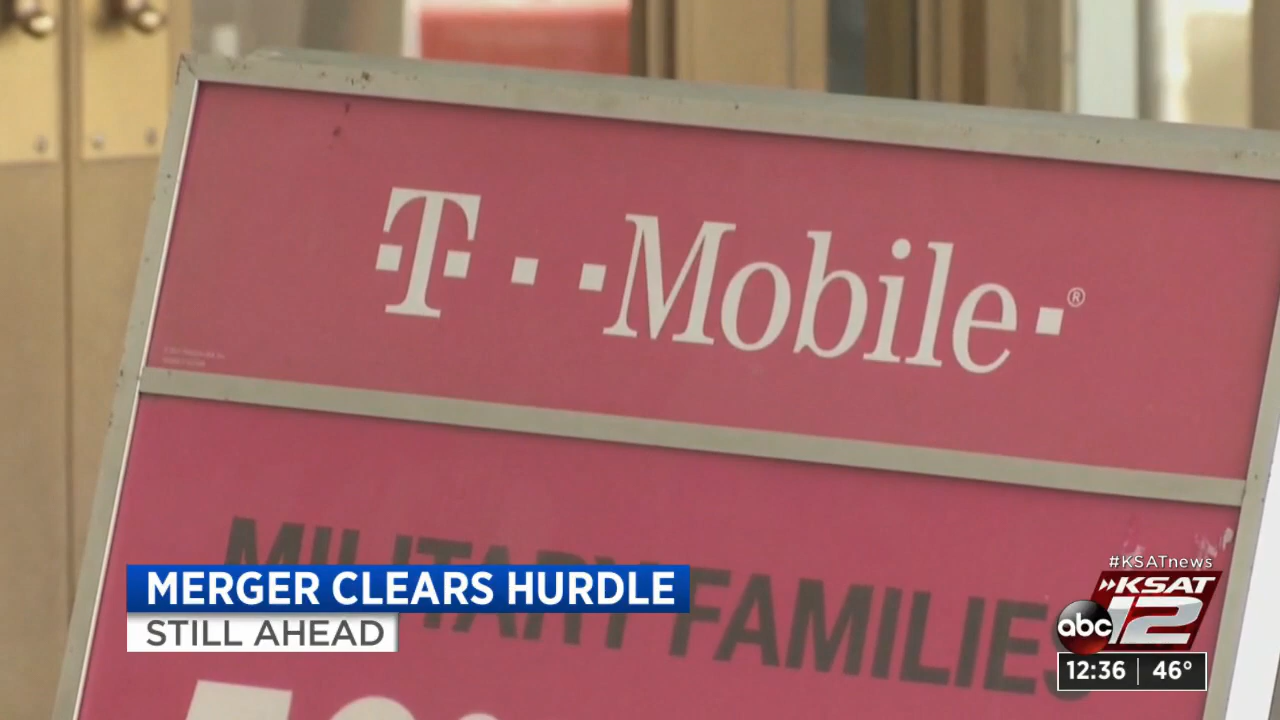 T··Mobile·®
MILITARY FAMILIES
MERGER CLEARS HURDLE
STILL AHEAD
#KSATnews
KSAT
abc 12
12:36 46°